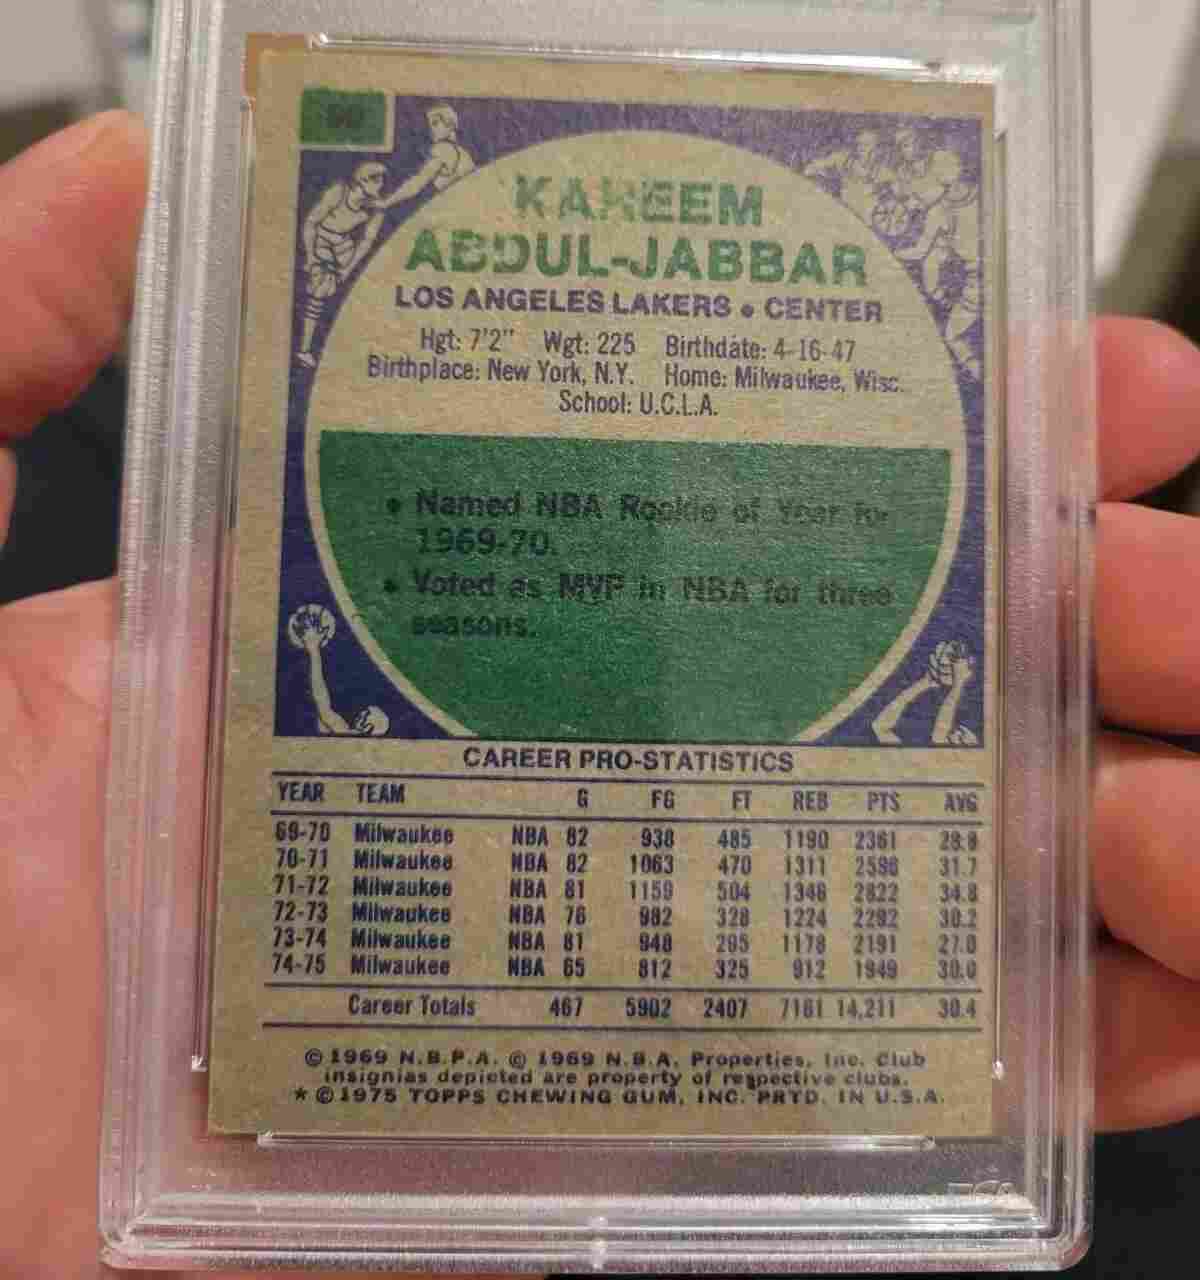 90
KAREEM
ABDUL-JABBAR
LOS ANGELES LAKERS • CENTER
Hgt: 7'2" Wgt: 225 Birthdate: 4-16-47
Birthplace: New York, N.Y. Home: Milwaukee, Wisc.
School: U.C.L.A.
• Named NBA Rookie of Year for
1969-70.
• Voted as MVP in NBA for three
seasons.
CAREER PRO-STATISTICS
YEAR TEAM G FG FT REB PTS AVG
69-70 Milwaukee NBA 82 938 485 1190 2361 28.8
70-71 Milwaukee NBA 82 1063 470 1311 2596 31.7
71-72 Milwaukee NBA 81 1159 504 1346 2822 34.8
72-73 Milwaukee NBA 76 982 328 1224 2292 30.2
73-74 Milwaukee NBA 81 948 295 1178 2191 27.0
74-75 Milwaukee NBA 65 812 325 912 1949 30.0
Career Totals 467 5902 2407 7161 14,211 30.4
© 1969 N.B.P.A. © 1969 N.B.A. Properties, Inc. Club
insignias depicted are property of respective clubs.
* © 1975 TOPPS CHEWING GUM, INC. PRTD. IN U.S.A.